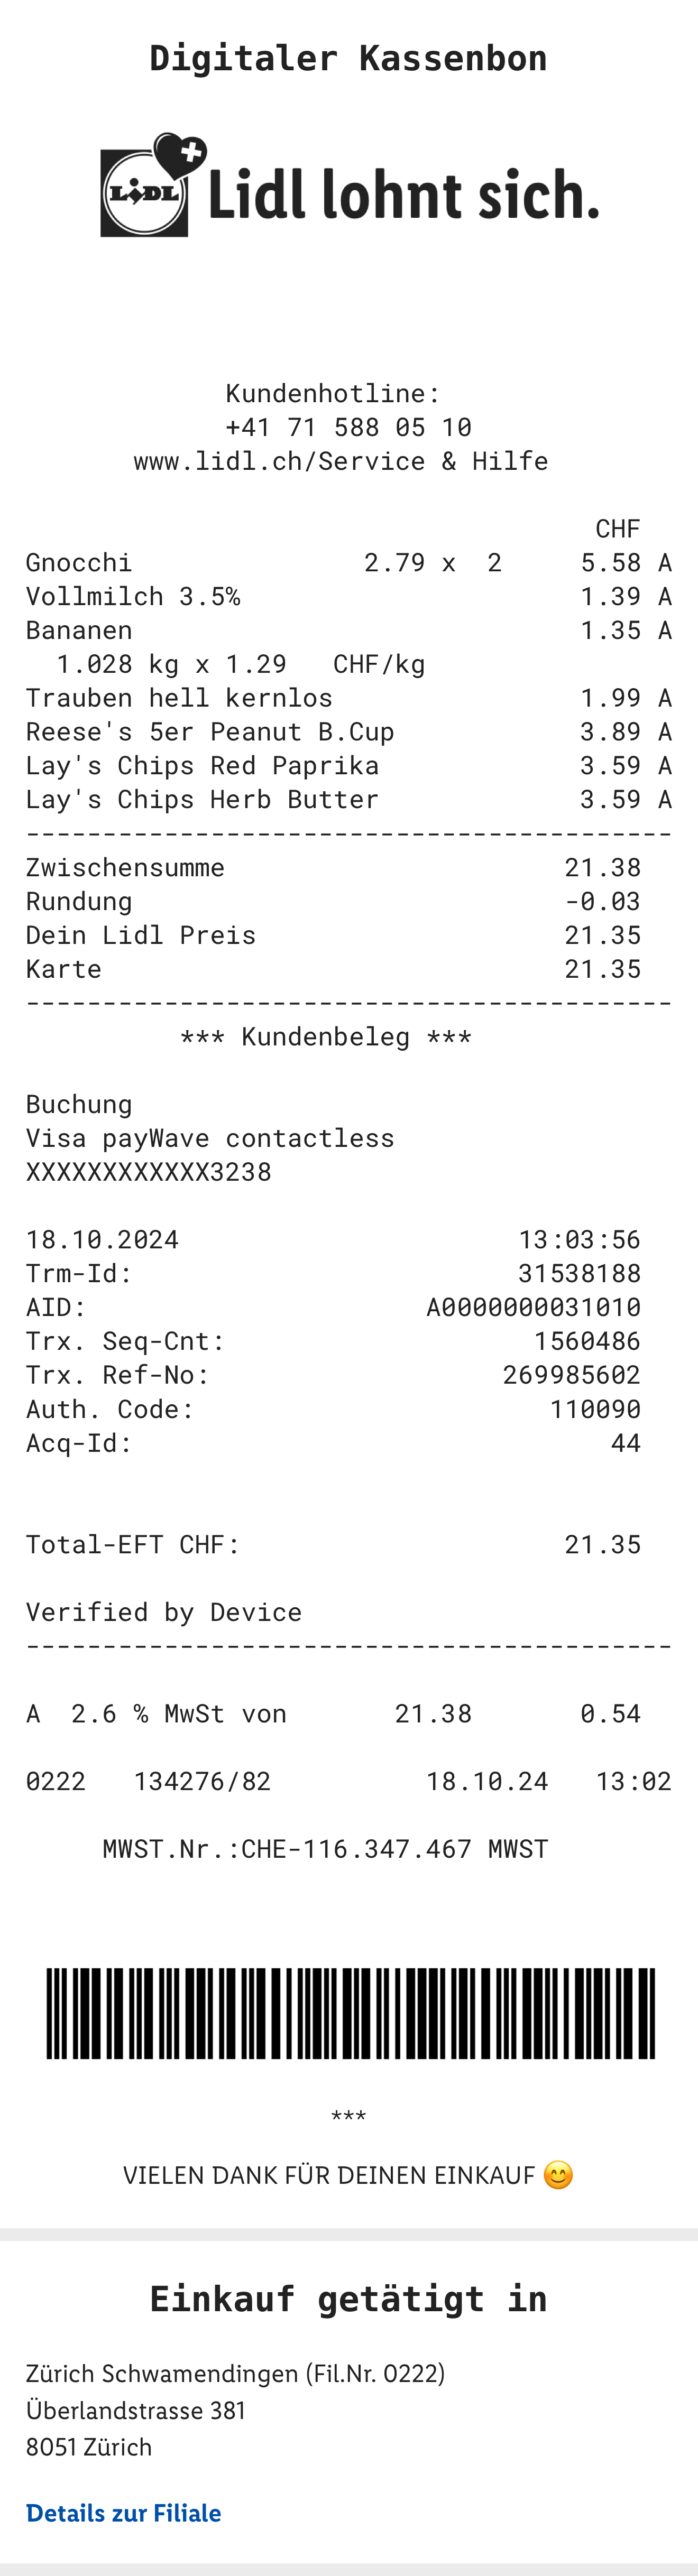 Digitaler Kassenbon
LIDL Lidl lohnt sich.
Kundenhotline:
+41 71 588 05 10
www.lidl.ch/Service & Hilfe
CHF
Gnocchi 2.79 x 2 5.58 A
Vollmilch 3.5% 1.39 A
Bananen 1.35 A
1.028 kg x 1.29 CHF/kg
Trauben hell kernlos 1.99 A
Reese's 5er Peanut B.Cup 3.89 A
Lay's Chips Red Paprika 3.59 A
Lay's Chips Herb Butter 3.59 A
------------------------------------------
Zwischensumme 21.38
Rundung -0.03
Dein Lidl Preis 21.35
Karte 21.35
------------------------------------------
*** Kundenbeleg ***
Buchung
Visa payWave contactless
XXXXXXXXXXXX3238
18.10.2024 13:03:56
Trm-Id: 31538188
AID: A0000000031010
Trx. Seq-Cnt: 1560486
Trx. Ref-No: 269985602
Auth. Code: 110090
Acq-Id: 44
Total-EFT CHF: 21.35
Verified by Device
------------------------------------------
A 2.6 % MwSt von 21.38 0.54
0222 134276/82 18.10.24 13:02
MWST.Nr.:CHE-116.347.467 MWST
***
VIELEN DANK FÜR DEINEN EINKAUF 😊
Einkauf getätigt in
Zürich Schwamendingen (Fil.Nr. 0222)
Überlandstrasse 381
8051 Zürich
Details zur Filiale